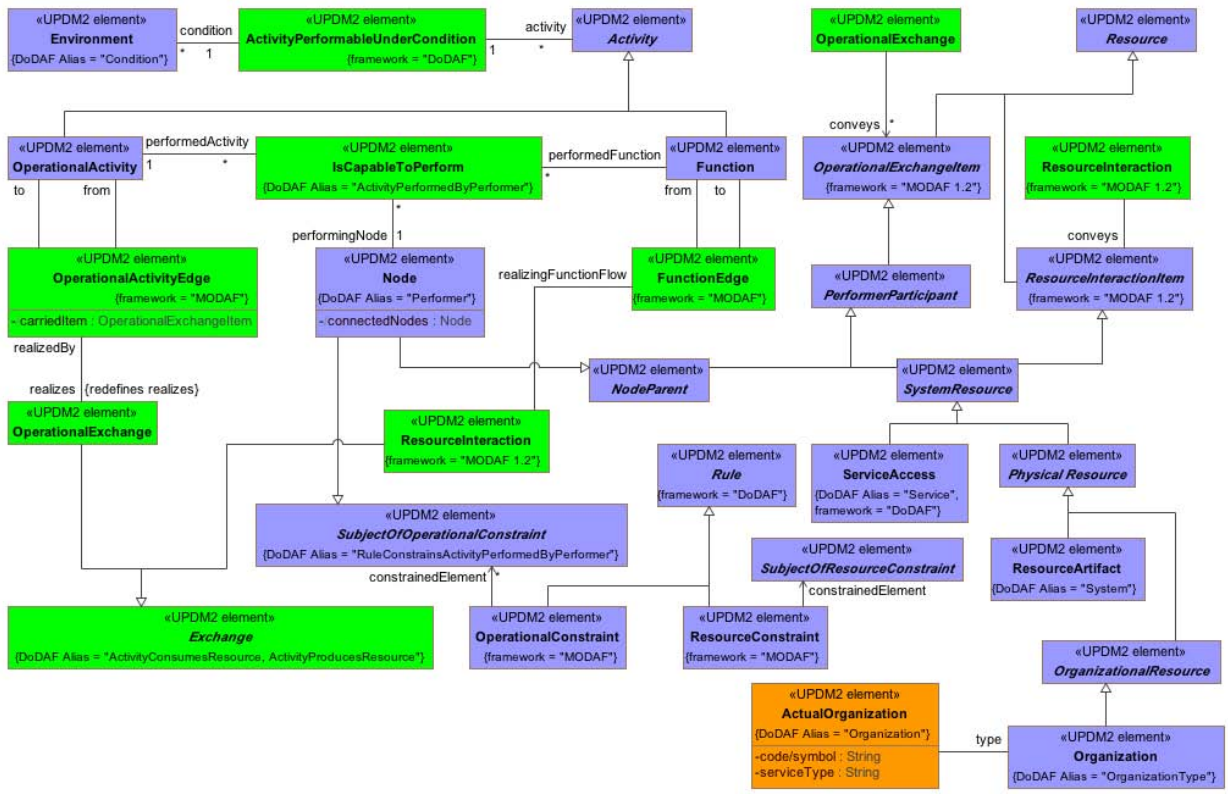 «UPDM2 element»
Environment
{DoDAF Alias = "Condition"}
condition
* 1
«UPDM2 element»
ActivityPerformableUnderCondition
{framework = "DoDAF"}
activity
1 *
«UPDM2 element»
Activity
«UPDM2 element»
OperationalExchange
«UPDM2 element»
Resource
conveys *
«UPDM2 element»
OperationalActivity
performedActivity
1 *
«UPDM2 element»
IsCapableToPerform
{DoDAF Alias = "ActivityPerformedByPerformer"}
performedFunction
*
«UPDM2 element»
Function
«UPDM2 element»
OperationalExchangeItem
{framework = "MODAF 1.2"}
«UPDM2 element»
ResourceInteraction
{framework = "MODAF 1.2"}
to from
from to
*
performingNode 1
conveys
«UPDM2 element»
OperationalActivityEdge
{framework = "MODAF"}
- carriedItem : OperationalExchangeItem
«UPDM2 element»
Node
{DoDAF Alias = "Performer"}
- connectedNodes : Node
realizingFunctionFlow
«UPDM2 element»
FunctionEdge
{framework = "MODAF"}
«UPDM2 element»
PerformerParticipant
«UPDM2 element»
ResourceInteractionItem
{framework = "MODAF 1.2"}
realizedBy
realizes {redefines realizes}
«UPDM2 element»
NodeParent
«UPDM2 element»
SystemResource
«UPDM2 element»
OperationalExchange
«UPDM2 element»
ResourceInteraction
{framework = "MODAF 1.2"}
«UPDM2 element»
Rule
{framework = "DoDAF"}
«UPDM2 element»
ServiceAccess
{DoDAF Alias = "Service",
framework = "DoDAF"}
«UPDM2 element»
Physical Resource
«UPDM2 element»
SubjectOfOperationalConstraint
{DoDAF Alias = "RuleConstrainsActivityPerformedByPerformer"}
constrainedElement *
«UPDM2 element»
SubjectOfResourceConstraint
constrainedElement
«UPDM2 element»
ResourceArtifact
{DoDAF Alias = "System"}
«UPDM2 element»
Exchange
{DoDAF Alias = "ActivityConsumesResource, ActivityProducesResource"}
«UPDM2 element»
OperationalConstraint
{framework = "MODAF"}
«UPDM2 element»
ResourceConstraint
{framework = "MODAF"}
«UPDM2 element»
OrganizationalResource
«UPDM2 element»
ActualOrganization
{DoDAF Alias = "Organization"}
-code/symbol : String
-serviceType : String
type
«UPDM2 element»
Organization
{DoDAF Alias = "OrganizationType"}